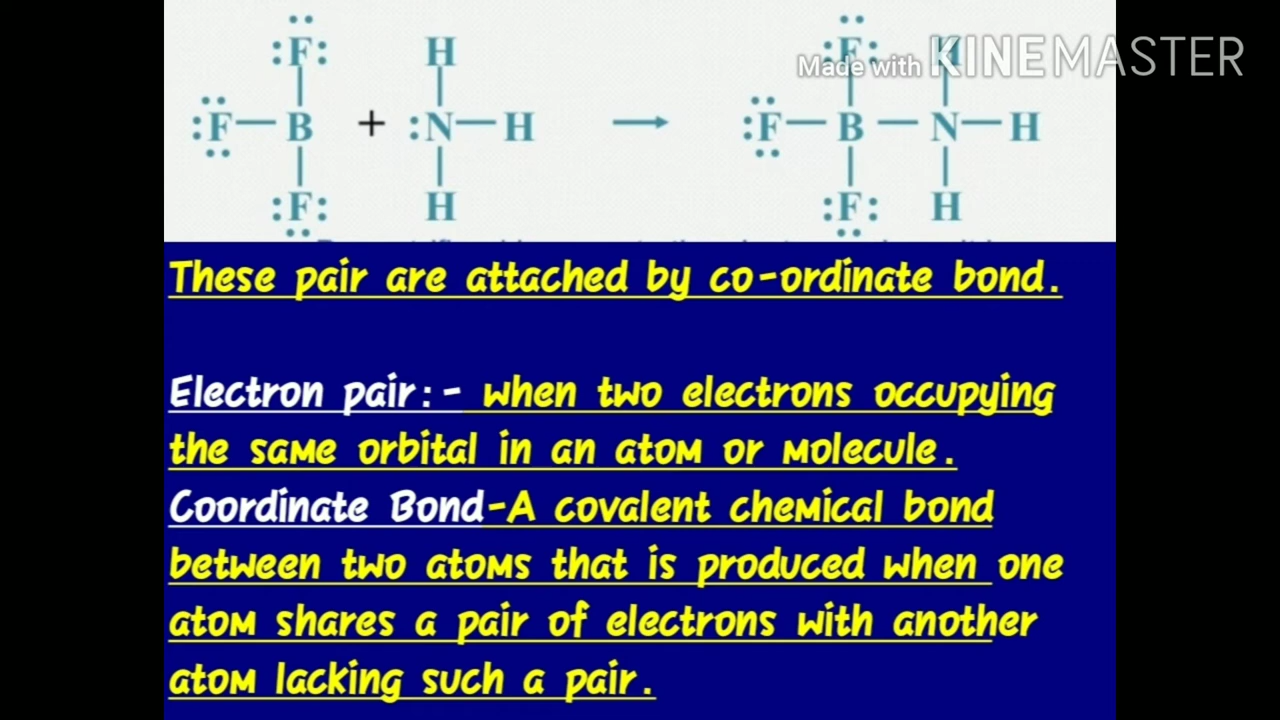 F H Made with KINEMASTER F H
F B + :N H → F B N H
F H F H
These pair are attached by co-ordinate bond.
Electron pair:- when two electrons occupying
the same orbital in an atom or molecule.
Coordinate Bond-A covalent chemical bond
between two atoms that is produced when one
atom shares a pair of electrons with another
atom lacking such a pair.